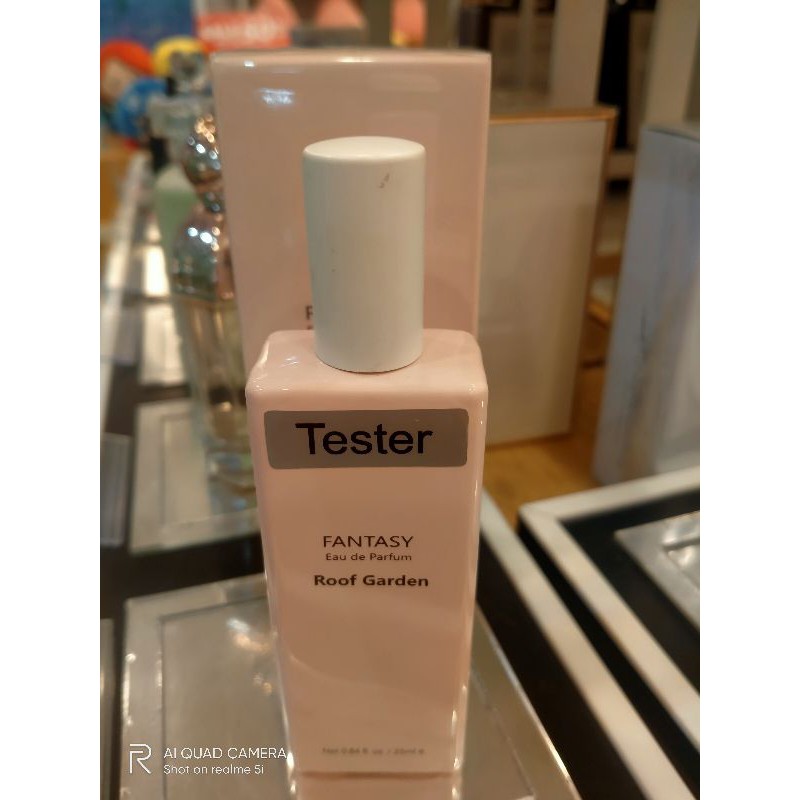 Tester
FANTASY
Eau de Parfum
Roof Garden
AI QUAD CAMERA
Shot on realme 5i